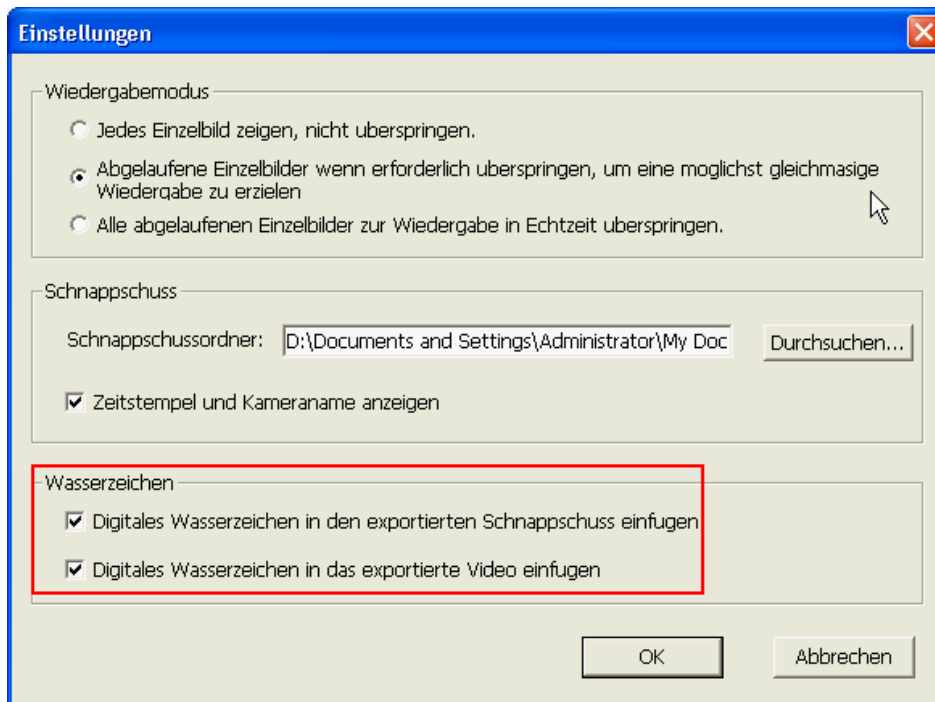 Einstellungen
Wiedergabemodus
Jedes Einzelbild zeigen, nicht uberspringen.
Abgelaufene Einzelbilder wenn erforderlich uberspringen, um eine moglichst gleichmasige
Wiedergabe zu erzielen
Alle abgelaufenen Einzelbilder zur Wiedergabe in Echtzeit uberspringen.
Schnappschuss
Schnappschussordner: D:\Documents and Settings\Administrator\My Doc Durchsuchen...
Zeitstempel und Kameraname anzeigen
Wasserzeichen
Digitales Wasserzeichen in den exportierten Schnappschuss einfugen
Digitales Wasserzeichen in das exportierte Video einfugen
OK Abbrechen